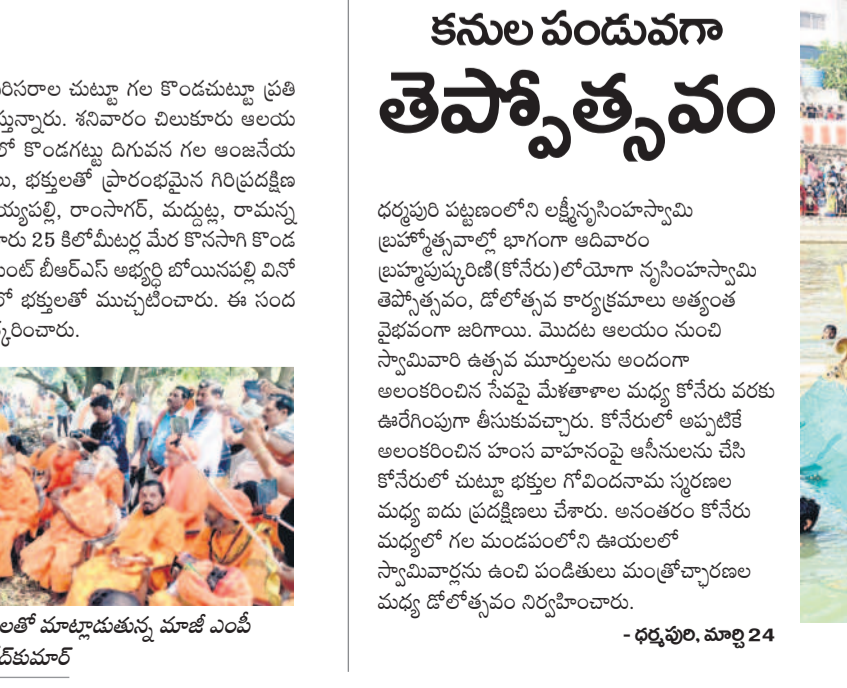 చుట్టూ గల కొండచుట్టూ ప్రతి
శనివారం చిలుకూరు ఆలయ
లో కొండగట్టు దిగువన గల ఆంజనేయ
భక్తులతో ప్రారంభమైన గిరిప్రదక్షిణ
రాంసాగర్, మద్దుట్ల, రామన్న
25 కిలోమీటర్ల మేర కొనసాగి కొండ
బీఆర్ఎస్ అభ్యర్థి బోయినపల్లి వినో
లో భక్తులతో ముచ్చటించారు. ఈ సంద
మాట్లాడుతున్న మాజీ ఎంపీ
కనుల పండువగా
తెప్పోత్సవం
ధర్మపురి పట్టణంలోని లక్ష్మీనృసింహస్వామి
బ్రహ్మోత్సవాల్లో భాగంగా ఆదివారం
బ్రహ్మపుష్కరిణి(కోనేరు)లోయోగా నృసింహస్వామి
తెప్సోత్సవం, డోలోత్సవ కార్యక్రమాలు అత్యంత
వైభవంగా జరిగాయి. మొదట ఆలయం నుంచి
స్వామివారి ఉత్సవ మూర్తులను అందంగా
అలంకరించిన సేవపై మేళతాళాల మధ్య కోనేరు వరకు
ఊరేగింపుగా తీసుకువచ్చారు. కోనేరులో అప్పటికే
అలంకరించిన హంస వాహనంపై ఆసీనులను చేసి
కోనేరులో చుట్టూ భక్తుల గోవిందనామ స్మరణల
మధ్య ఐదు ప్రదక్షిణలు చేశారు. అనంతరం కోనేరు
మధ్యలో గల మండపంలోని ఊయలలో
స్వామివార్లను ఉంచి పండితులు మంత్రోచ్ఛారణల
మధ్య డోలోత్సవం నిర్వహించారు.
- ధర్మపురి, మార్చి 24